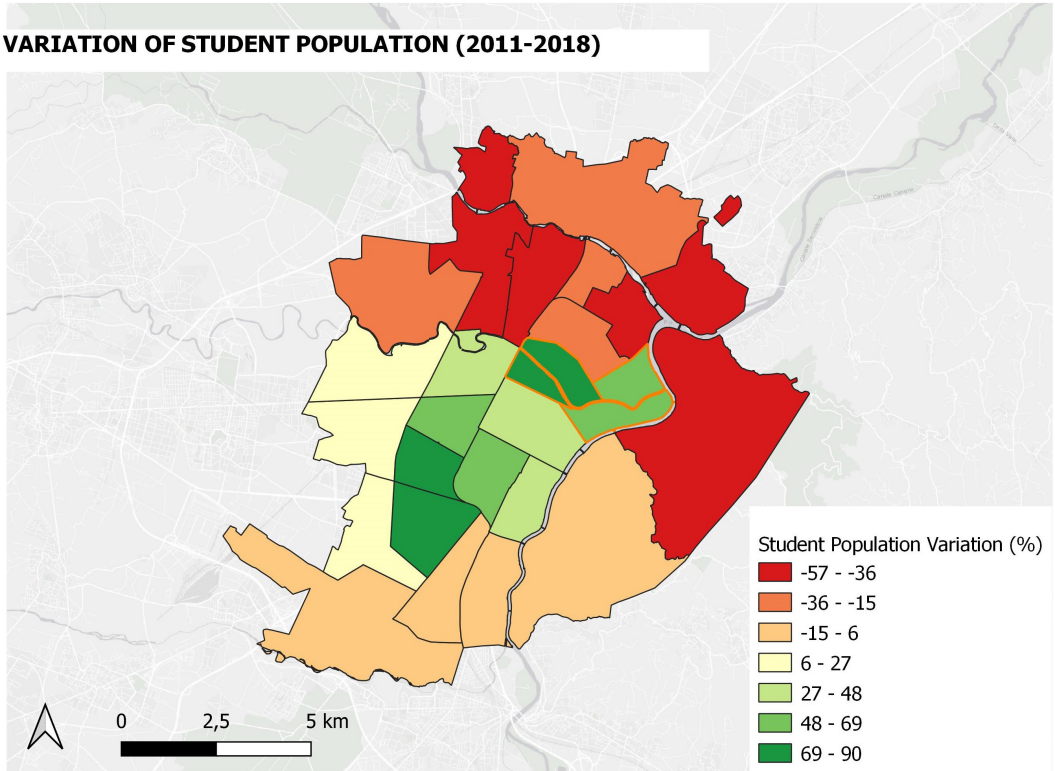 VARIATION OF STUDENT POPULATION (2011-2018)
Student Population Variation (%)
-57 - -36
-36 - -15
-15 - 6
6 - 27
27 - 48
48 - 69
69 - 90
0 2,5 5 km